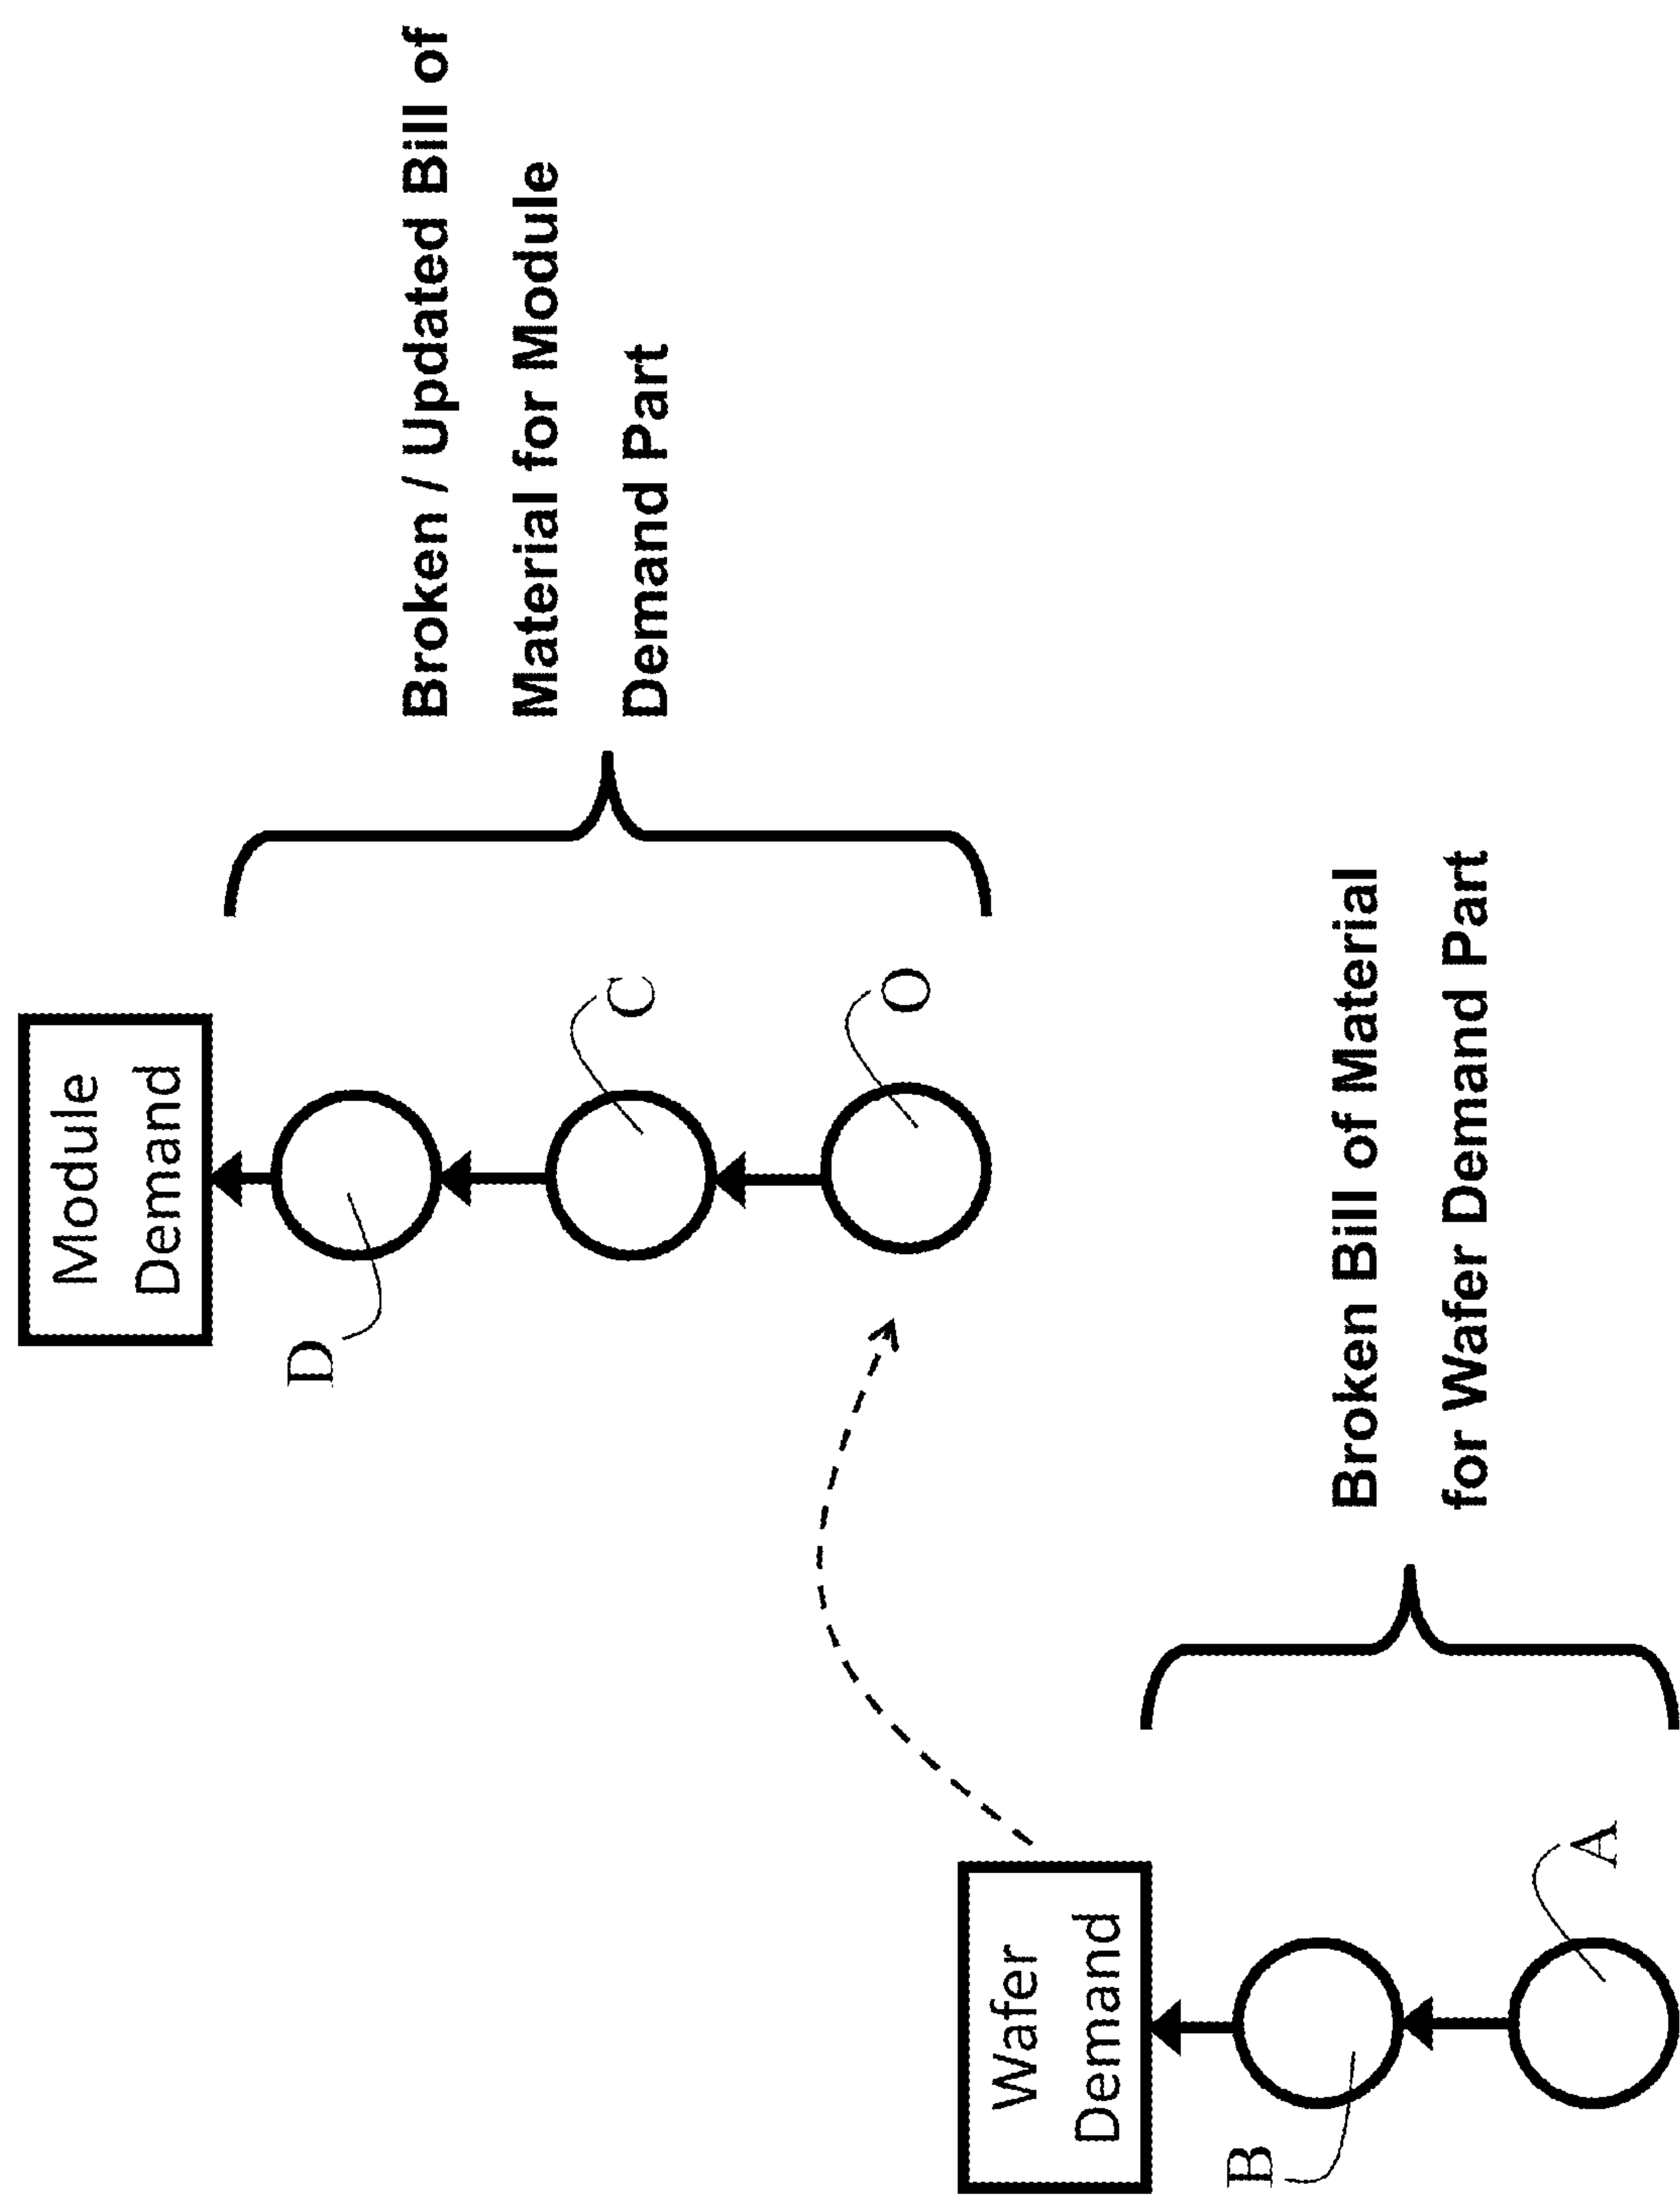 Module
Demand
D
C
O
Broken / Updated Bill of
Material for Module
Demand Part
Wafer
Demand
B
A
Broken Bill of Material
for Wafer Demand Part